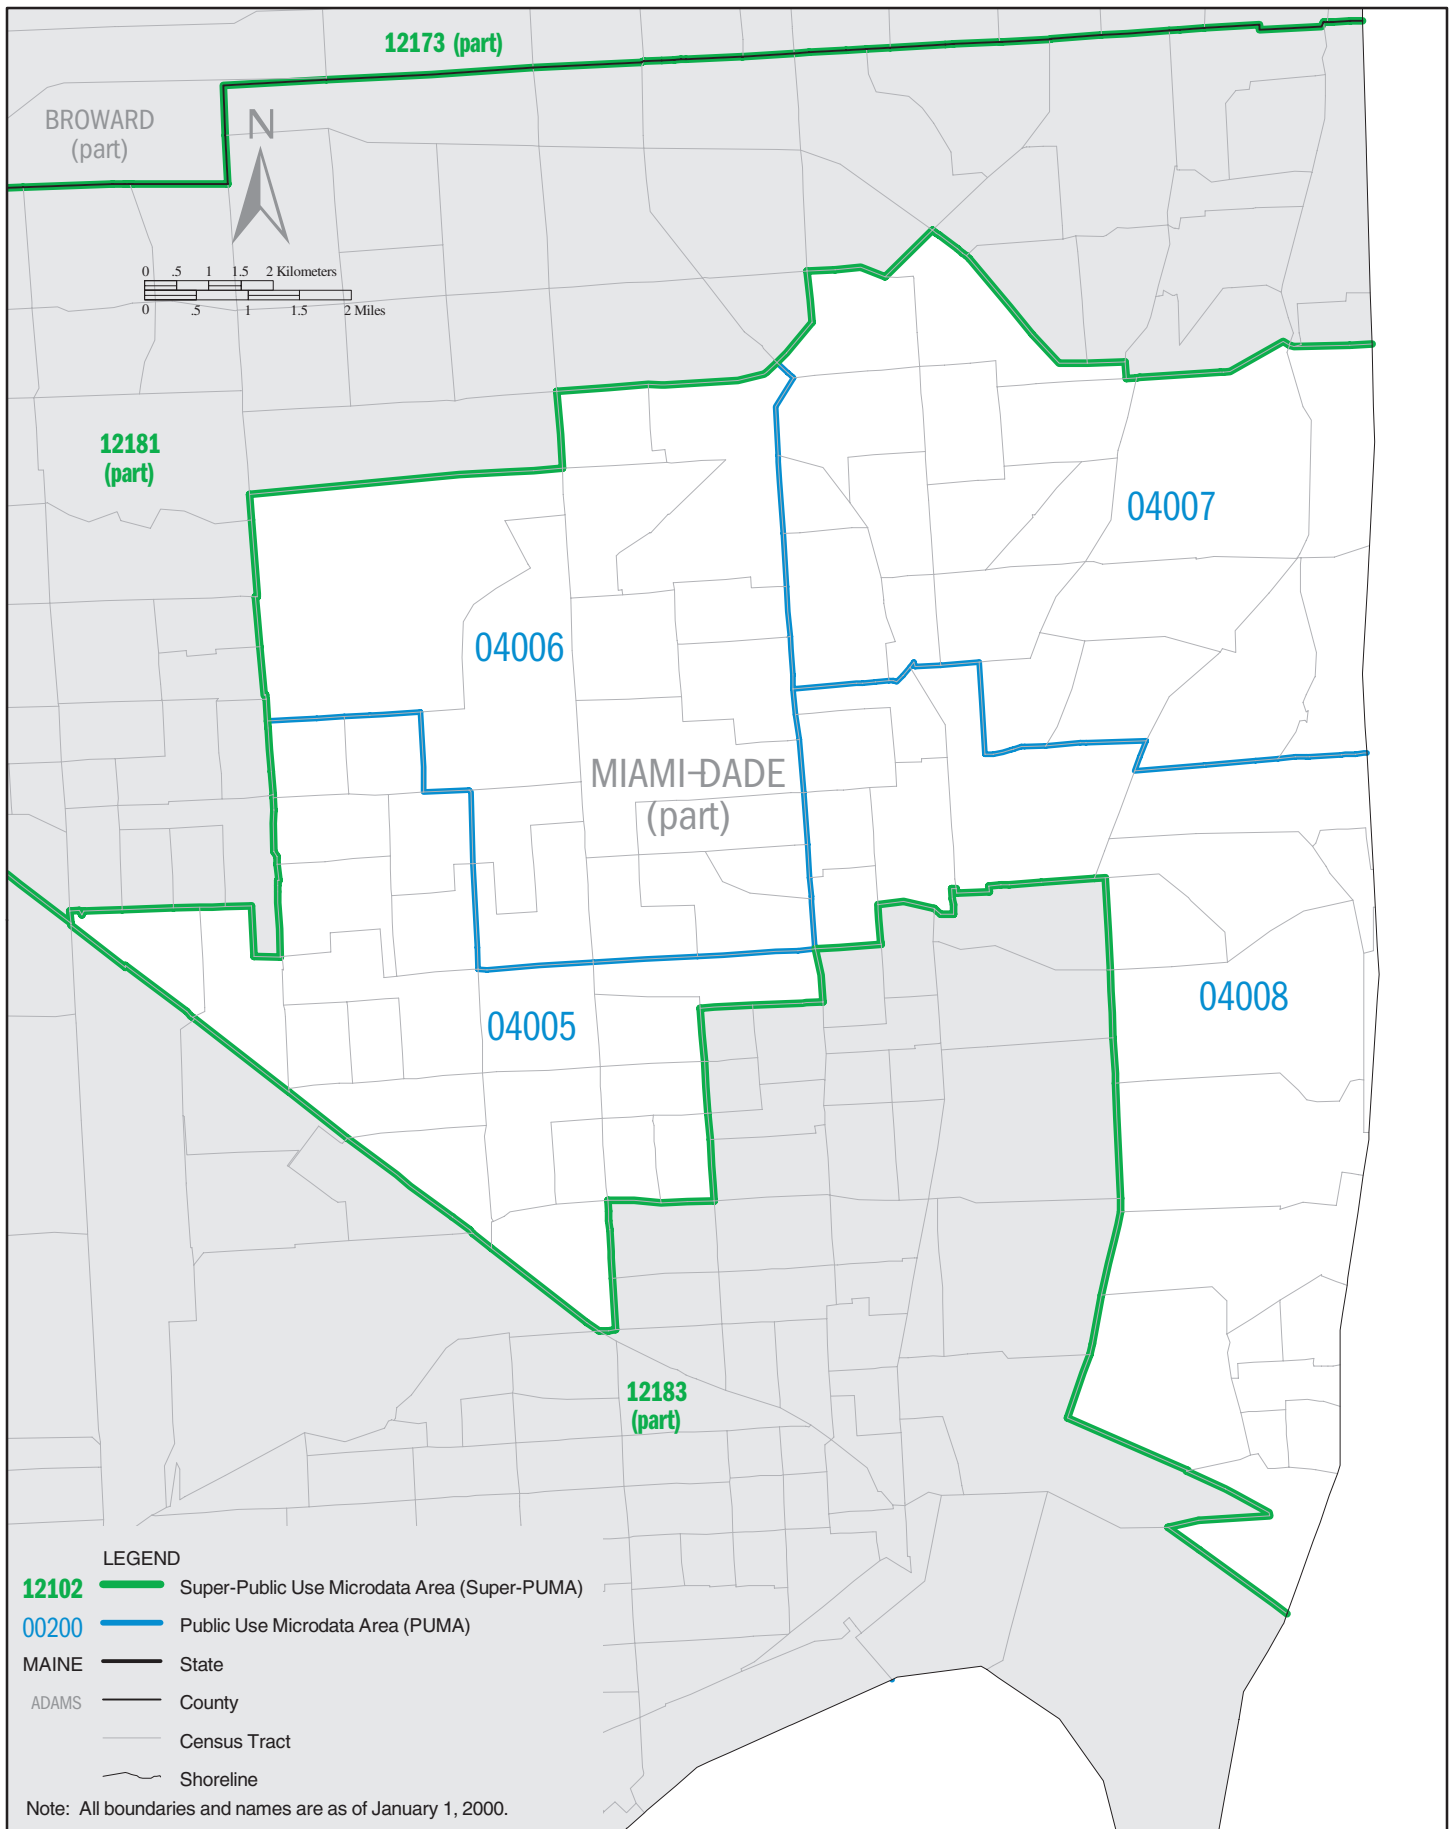 12173 (part)
BROWARD
(part)
N
0 .5 1 1.5 2 Kilometers
0 .5 1 1.5 2 Miles
12181
(part)
04007
04006
MIAMI-DADE
(part)
04008
04005
12183
(part)
LEGEND
12102 Super-Public Use Microdata Area (Super-PUMA)
00200 Public Use Microdata Area (PUMA)
MAINE State
ADAMS County
Census Tract
Shoreline
Note: All boundaries and names are as of January 1, 2000.